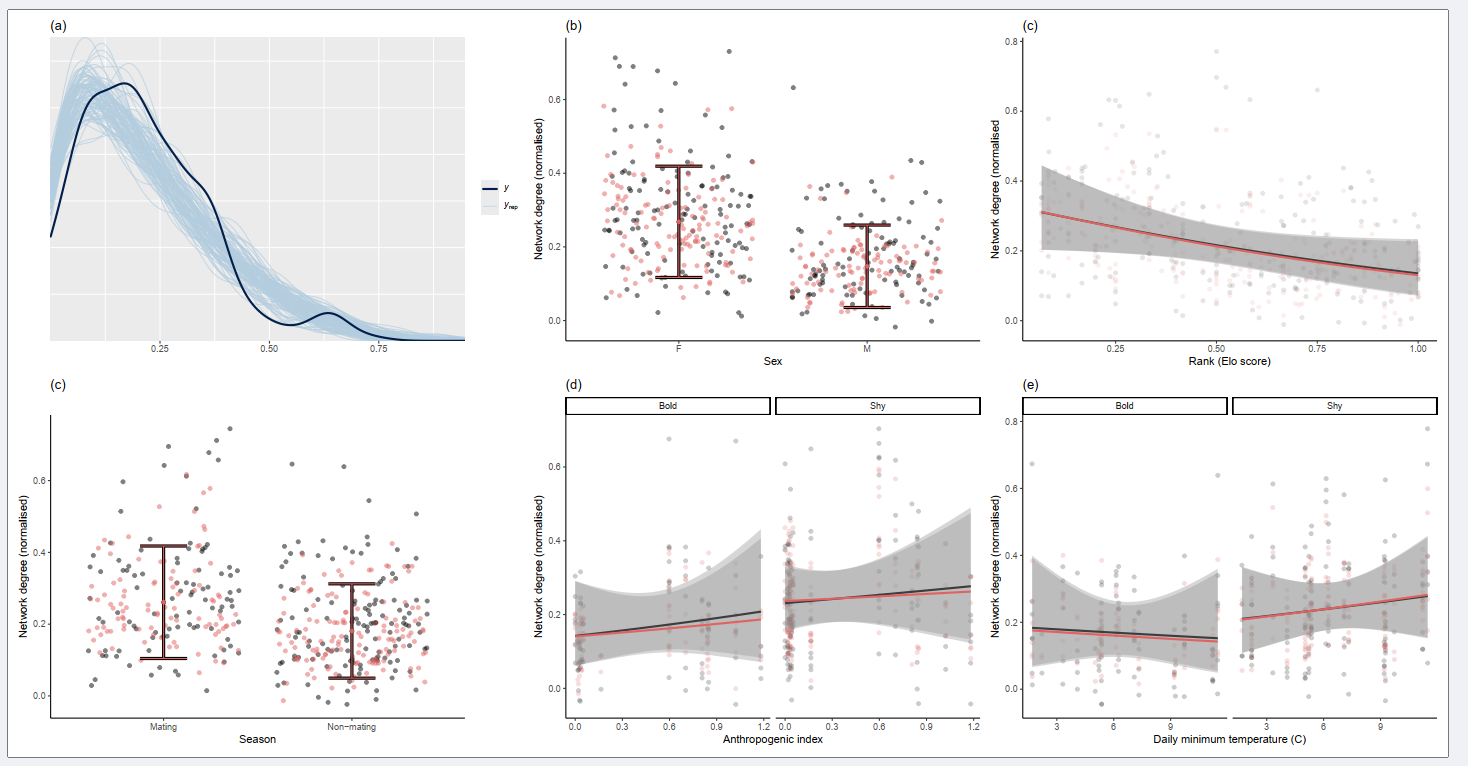 (a)
0.25 0.50 0.75
y
yrep
(b)
Network degree (normalised)
0.6
0.4
0.2
0.0
F M
Sex
(c)
Network degree (normalised
0.8
0.6
0.4
0.2
0.0
0.25 0.50 0.75 1.00
Rank (Elo score)
(c)
Network degree (normalised)
0.6
0.4
0.2
0.0
Mating Non-mating
Season
(d)
Bold Shy
Network degree (normalised)
0.6
0.4
0.2
0.0
0.0 0.3 0.6 0.9 1.2 0.0 0.3 0.6 0.9 1.2
Anthropogenic index
(e)
Bold Shy
Network degree (normalised)
0.8
0.6
0.4
0.2
0.0
3 6 9 3 6 9
Daily minimum temperature (C)